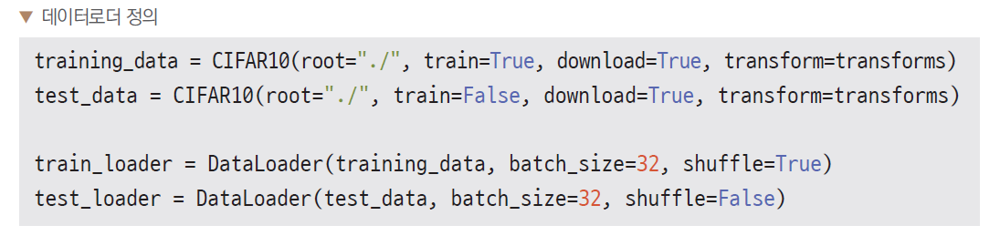 ▼ 데이터로더 정의
training_data = CIFAR10(root="./", train=True, download=True, transform=transforms)
test_data = CIFAR10(root="./", train=False, download=True, transform=transforms)
train_loader = DataLoader(training_data, batch_size=32, shuffle=True)
test_loader = DataLoader(test_data, batch_size=32, shuffle=False)